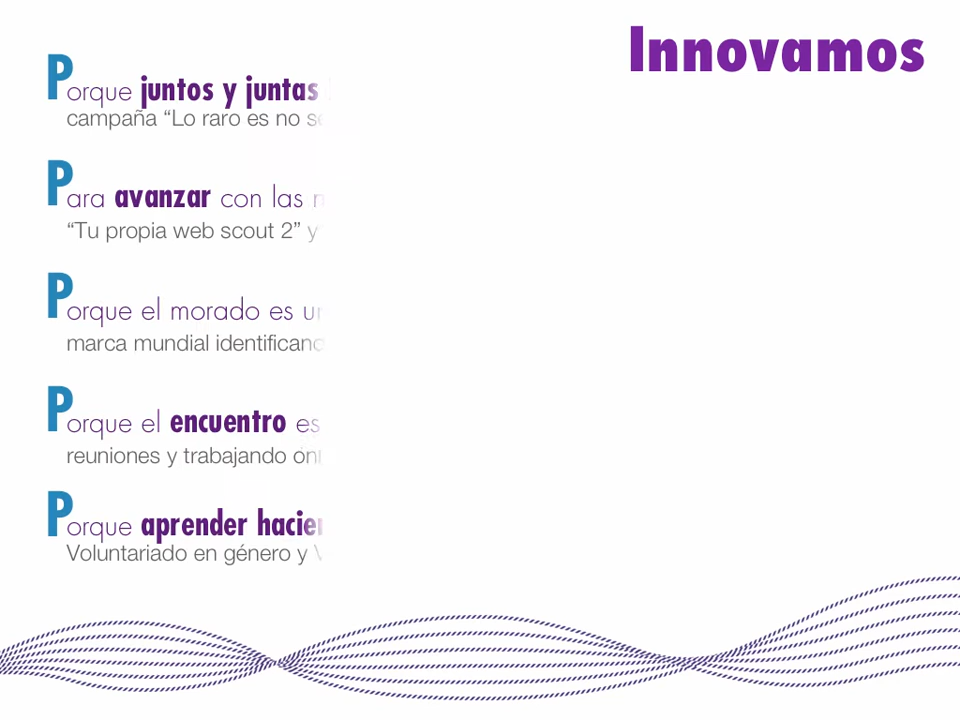 Innovamos
Porque juntos y juntas
campaña “Lo raro es no
Para avanzar con las
“Tu propia web scout 2” y
Porque el morado es
marca mundial
Porque el encuentro es
reuniones y trabajando
Porque aprender
Voluntariado en género y